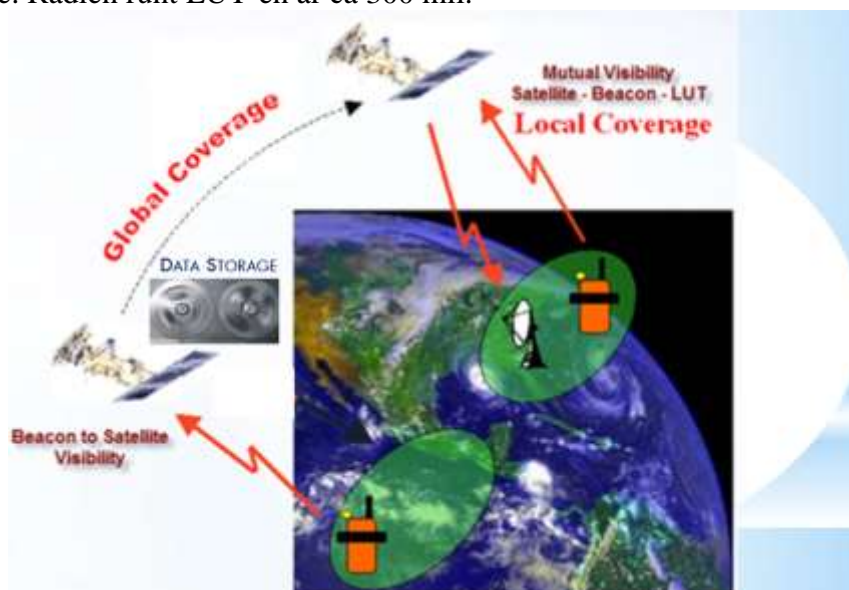 Mutual Visibility
Satellite - Beacon - LUT
Local Coverage
Global Coverage
DATA STORAGE
Beacon to Satellite
Visibility